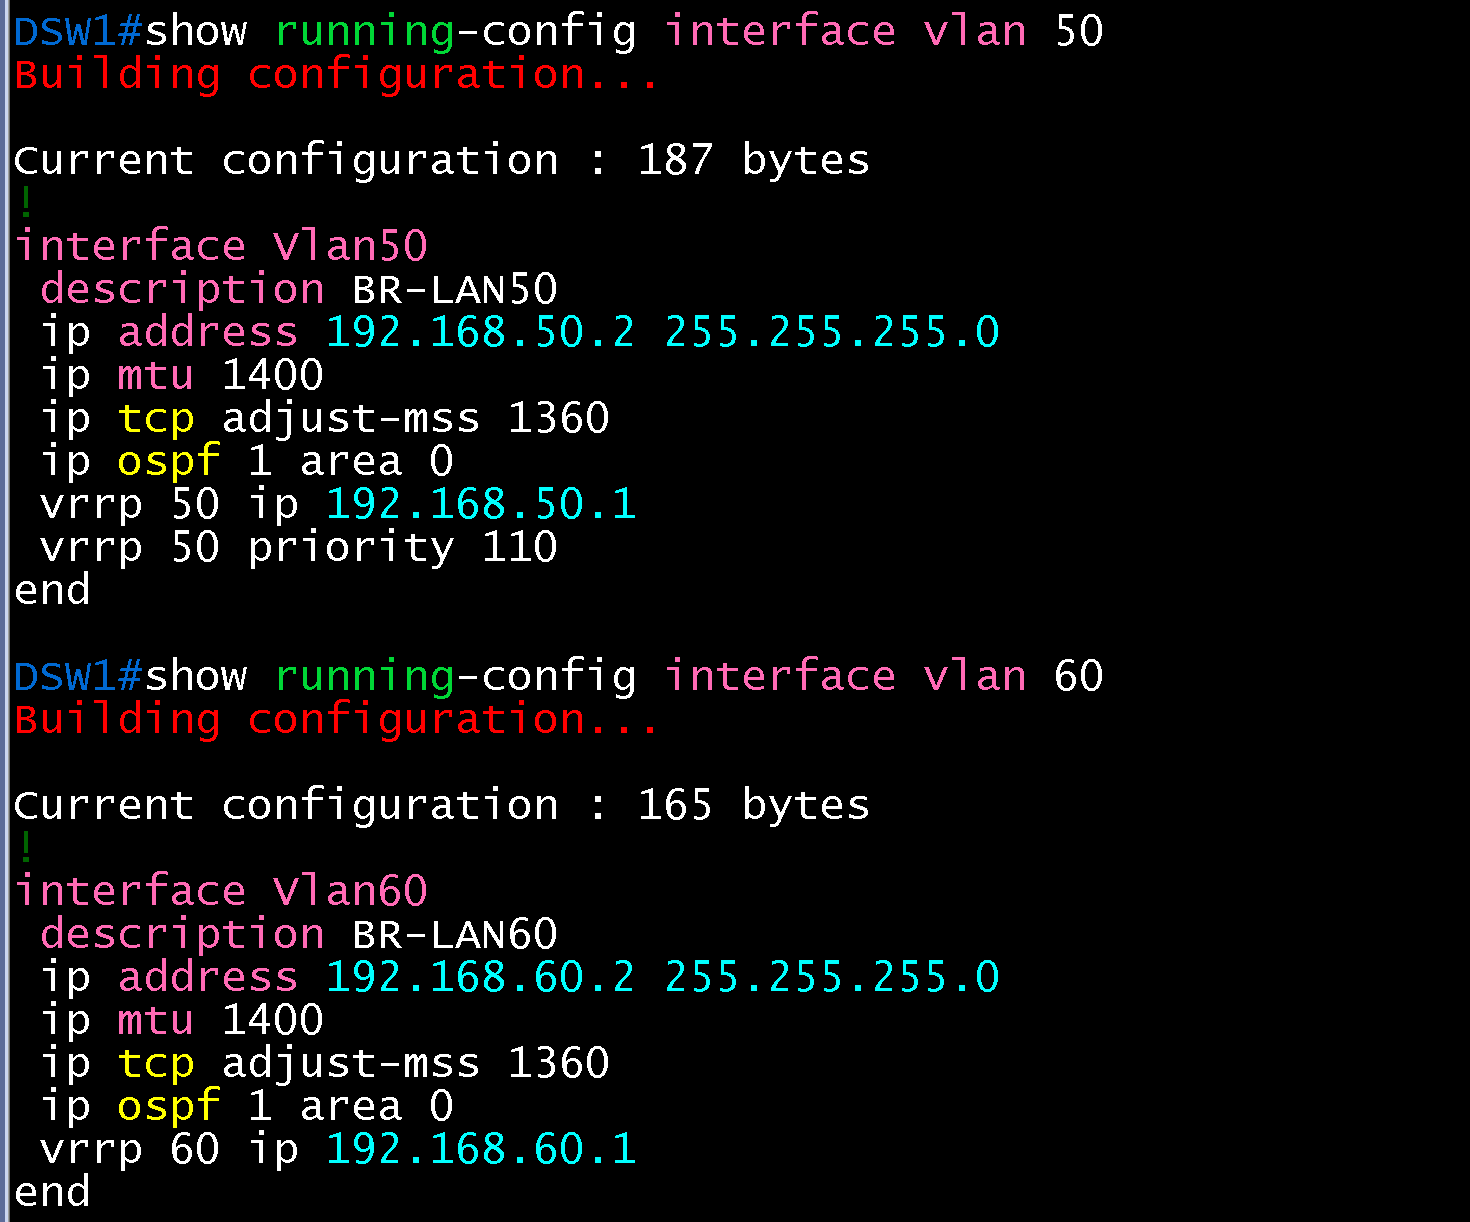 DSW1#show running-config interface vlan 50
Building configuration...
Current configuration : 187 bytes
!
interface Vlan50
description BR-LAN50
ip address 192.168.50.2 255.255.255.0
ip mtu 1400
ip tcp adjust-mss 1360
ip ospf 1 area 0
vrrp 50 ip 192.168.50.1
vrrp 50 priority 110
end
DSW1#show running-config interface vlan 60
Building configuration...
Current configuration : 165 bytes
!
interface Vlan60
description BR-LAN60
ip address 192.168.60.2 255.255.255.0
ip mtu 1400
ip tcp adjust-mss 1360
ip ospf 1 area 0
vrrp 60 ip 192.168.60.1
end